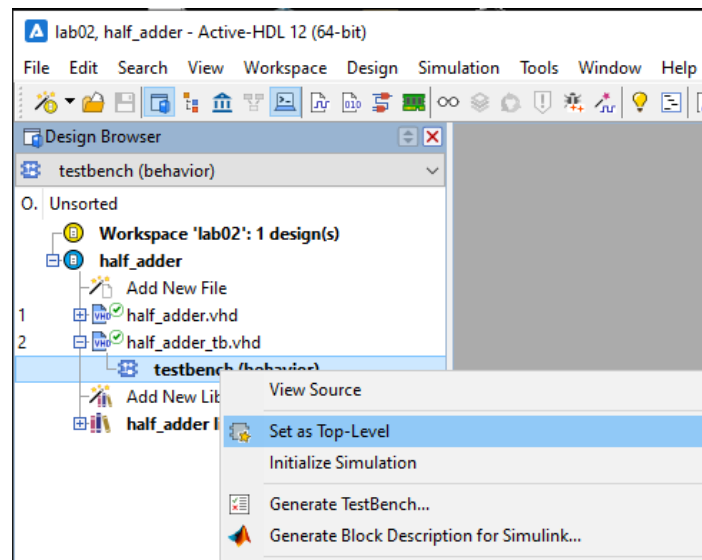 lab02, half_adder - Active-HDL 12 (64-bit)
File Edit Search View Workspace Design Simulation Tools Window Help
Design Browser
testbench (behavior)
O. Unsorted
Workspace 'lab02': 1 design(s)
half_adder
Add New File
1 half_adder.vhd
2 half_adder_tb.vhd
testbench (behavior)
Add New Lib
half_adder li
View Source
Set as Top-Level
Initialize Simulation
Generate TestBench...
Generate Block Description for Simulink...